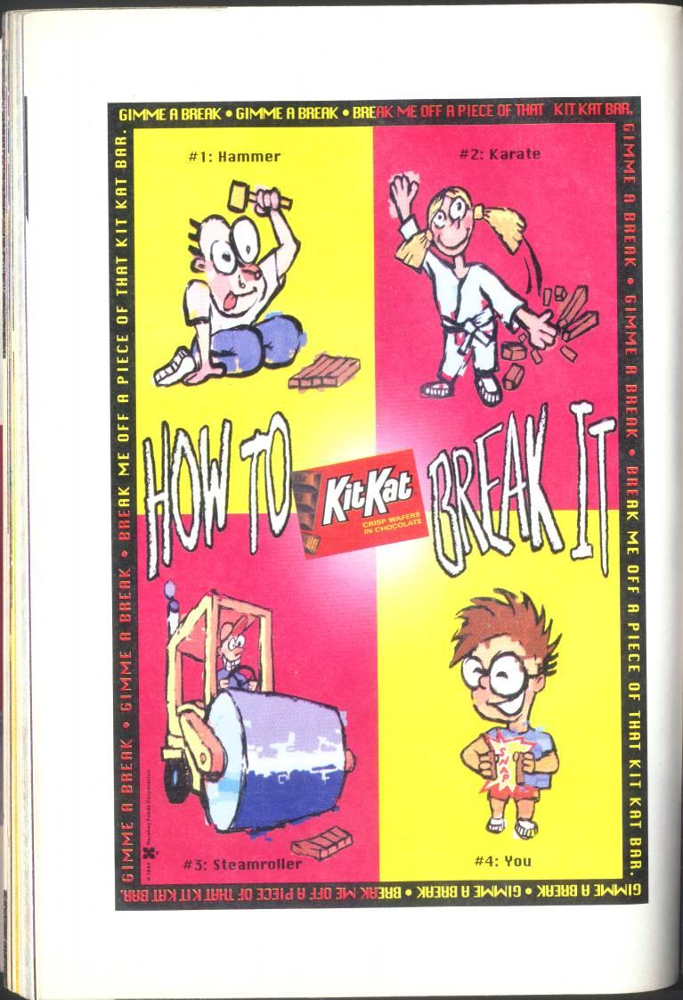 GIMME A BREAK • GIMME A BREAK • BREAK ME OFF A PIECE OF THAT KIT KAT BAR.
GIMME A BREAK • GIMME A BREAK • BREAK ME OFF A PIECE OF THAT KIT KAT BAR.
GIMME A BREAK • GIMME A BREAK • BREAK ME OFF A PIECE OF THAT KIT KAT BAR.
GIMME A BREAK • GIMME A BREAK • BREAK ME OFF A PIECE OF THAT KIT KAT BAR.
#1: Hammer
#2: Karate
HOW TO
KitKat
CRISP WAFERS
IN CHOCOLATE
BREAK IT
SNAP
#3: Steamroller
#4: You
© 1994 Hershey Foods Corporation